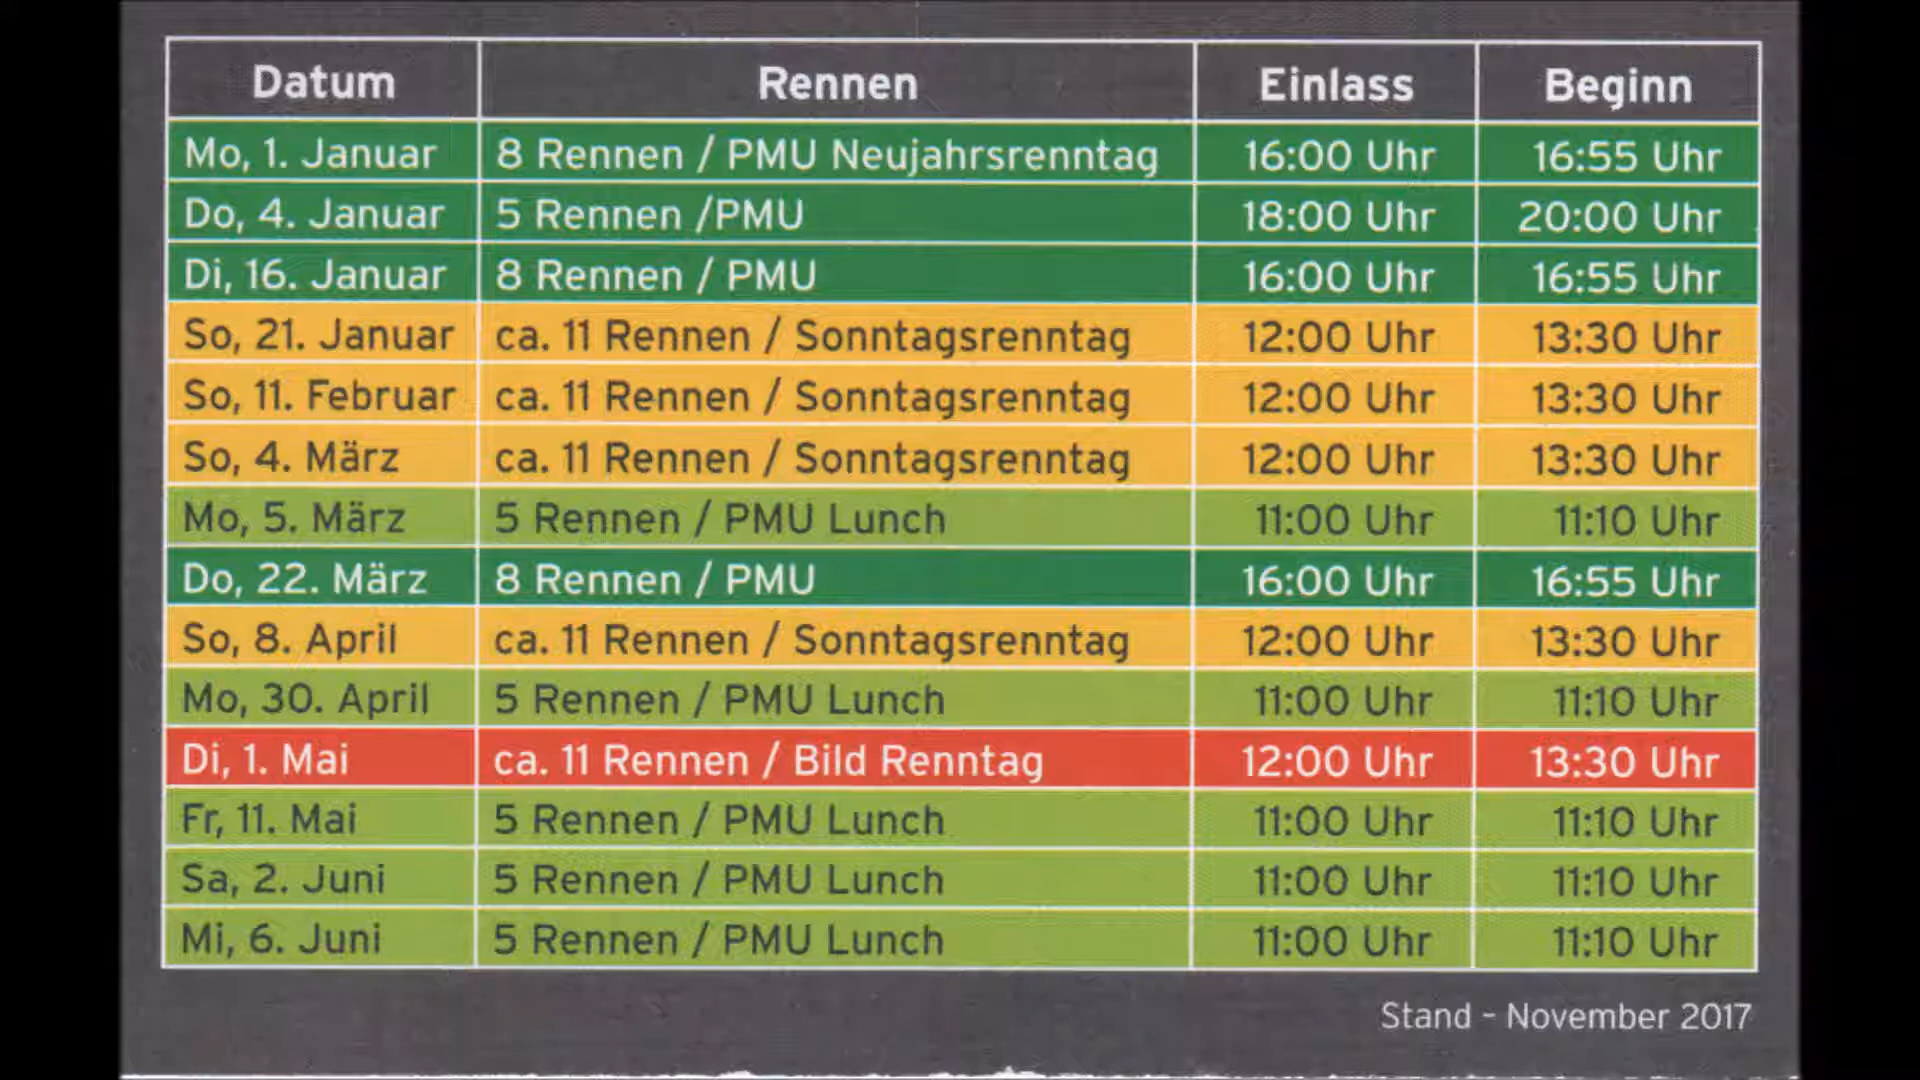 Datum Rennen Einlass Beginn
Mo, 1. Januar 8 Rennen / PMU Neujahrsrenntag 16:00 Uhr 16:55 Uhr
Do, 4. Januar 5 Rennen /PMU 18:00 Uhr 20:00 Uhr
Di, 16. Januar 8 Rennen / PMU 16:00 Uhr 16:55 Uhr
So, 21. Januar ca. 11 Rennen / Sonntagsrenntag 12:00 Uhr 13:30 Uhr
So, 11. Februar ca. 11 Rennen / Sonntagsrenntag 12:00 Uhr 13:30 Uhr
So, 4. März ca. 11 Rennen / Sonntagsrenntag 12:00 Uhr 13:30 Uhr
Mo, 5. März 5 Rennen / PMU Lunch 11:00 Uhr 11:10 Uhr
Do, 22. März 8 Rennen / PMU 16:00 Uhr 16:55 Uhr
So, 8. April ca. 11 Rennen / Sonntagsrenntag 12:00 Uhr 13:30 Uhr
Mo, 30. April 5 Rennen / PMU Lunch 11:00 Uhr 11:10 Uhr
Di, 1. Mai ca. 11 Rennen / Bild Renntag 12:00 Uhr 13:30 Uhr
Fr, 11. Mai 5 Rennen / PMU Lunch 11:00 Uhr 11:10 Uhr
Sa, 2. Juni 5 Rennen / PMU Lunch 11:00 Uhr 11:10 Uhr
Mi, 6. Juni 5 Rennen / PMU Lunch 11:00 Uhr 11:10 Uhr
Stand - November 2017